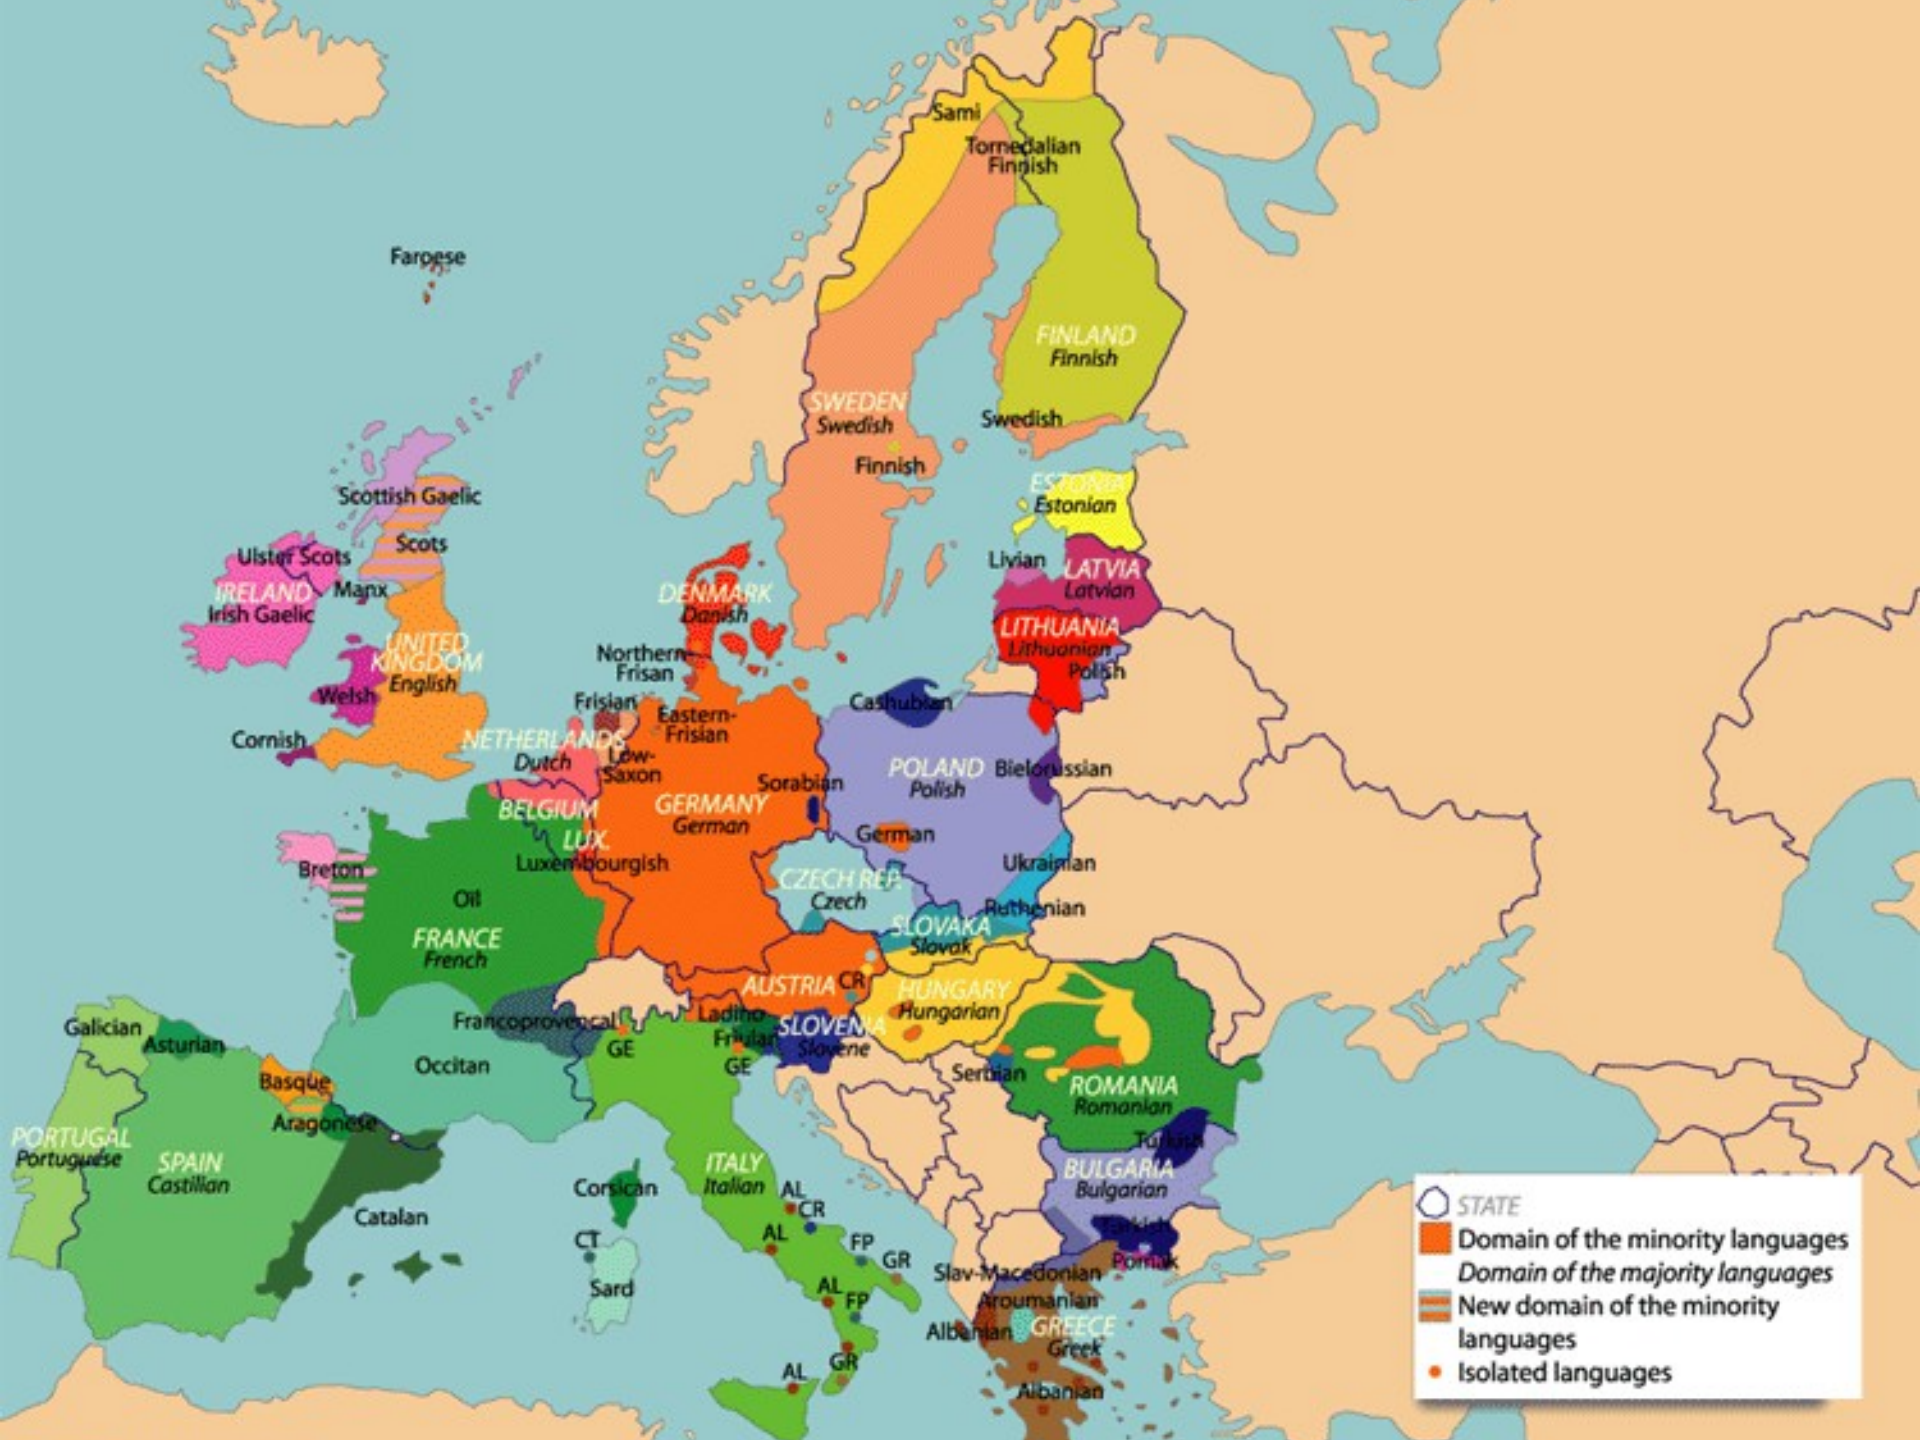 Sami
Tornedalian
Finnish
Faroese
FINLAND
Finnish
SWEDEN
Swedish
Swedish
Finnish
ESTONIA
Estonian
Scottish Gaelic
Scots
Ulster Scots
Livian
LATVIA
Latvian
IRELAND
Manx
Irish Gaelic
DENMARK
Danish
LITHUANIA
Lithuanian
Polish
UNITED
KINGDOM
English
Northern-
Frisan
Welsh
Frisian
Eastern-
Frisian
Cashubian
Cornish
NETHERLANDS
Dutch
Low-
Saxon
Sorabian
POLAND
Polish
Bielorussian
BELGIUM
GERMANY
German
LUX.
Luxembourgish
German
Ukrainian
Breton
CZECH REP.
Czech
Oil
Ruthenian
SLOVAKA
Slovak
FRANCE
French
AUSTRIA
CR
HUNGARY
Hungarian
Galician
Asturian
Francoprovencal
Ladino
Friulan
GE
GE
SLOVENIA
Slovene
Occitan
Basque
Serbian
ROMANIA
Romanian
Aragonese
PORTUGAL
Portuguese
SPAIN
Castilian
Turkish
ITALY
Italian
BULGARIA
Bulgarian
Corsican
AL
CR
Catalan
CT
AL
FP
GR
Turkish
Pomak
Sard
AL
FP
Slav-Macedonian
Aroumanian
Albanian
GREECE
Greek
GR
AL
Albanian
STATE
Domain of the minority languages
Domain of the majority languages
New domain of the minority
languages
Isolated languages